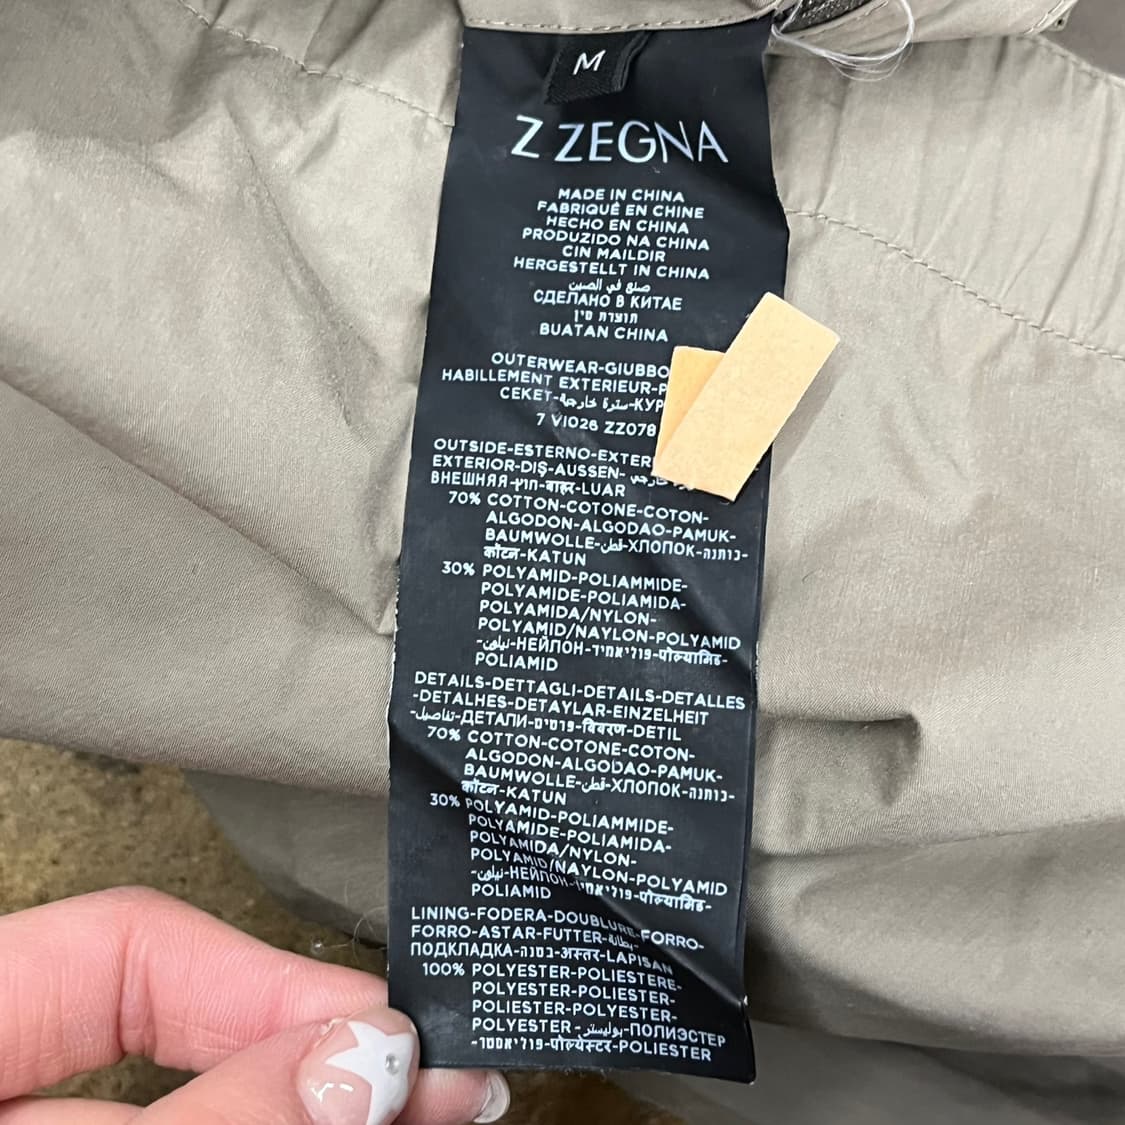 M
Z ZEGNA
MADE IN CHINA
FABRIQUÉ EN CHINE
HECHO EN CHINA
PRODUZIDO NA CHINA
CIN MAILDIR
HERGESTELLT IN CHINA
صنع في الصين
СДЕЛАНО В КИТАЕ
תוצרת סין
BUATAN CHINA
OUTERWEAR-GIUBBO
HABILLEMENT EXTERIEUR-P
CEKET-سترة خارجية-КУР
7 VI026 ZZ078
OUTSIDE-ESTERNO-EXTER
EXTERIOR-DIŞ-AUSSEN-
ВНЕШНЯЯ-חוץ-बाहर-LUAR
70% COTTON-COTONE-COTON-
ALGODON-ALGODAO-PAMUK-
BAUMWOLLE-قطن-ХЛОПОК-כותנה-
कॉटन-KATUN
30% POLYAMID-POLIAMMIDE-
POLYAMIDE-POLIAMIDA-
POLYAMIDA/NYLON-
POLYAMID/NAYLON-POLYAMID
-نيلون-НЕЙЛОН-פוליאמיד-पोल्यामिड-
POLIAMID
DETAILS-DETTAGLI-DETAILS-DETALLES
-DETALHES-DETAYLAR-EINZELHEIT
-تفاصيل-ДЕТАЛИ-פרטים-विवरण-DETIL
70% COTTON-COTONE-COTON-
ALGODON-ALGODAO-PAMUK-
BAUMWOLLE-قطن-ХЛОПОК-כותנה-
कॉटन-KATUN
30% POLYAMID-POLIAMMIDE-
POLYAMIDE-POLIAMIDA-
POLYAMIDA/NYLON-
POLYAMID/NAYLON-POLYAMID
-نيلون-НЕЙЛОН-פוליאמיד-पोल्यामिड-
POLIAMID
LINING-FODERA-DOUBLURE-FORRO-
FORRO-ASTAR-FUTTER-بطانة-
ПОДКЛАДКА-בטנה-अस्तर-LAPISAN
100% POLYESTER-POLIESTERE-
POLYESTER-POLIESTER-
POLIESTER-POLYESTER-
POLYESTER-بوليستر-ПОЛИЭСТЕР
-פוליאסטר-पोल्येस्टर-POLIESTER